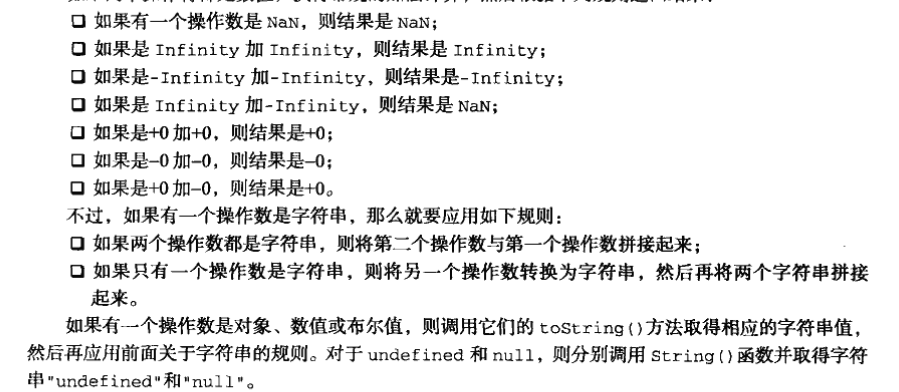 ❑ 如果有一个操作数是 NaN，则结果是 NaN；
❑ 如果是 Infinity 加 Infinity，则结果是 Infinity；
❑ 如果是-Infinity 加-Infinity，则结果是-Infinity；
❑ 如果是 Infinity 加-Infinity，则结果是 NaN；
❑ 如果是+0 加+0，则结果是+0；
❑ 如果是−0 加−0，则结果是−0；
❑ 如果是+0 加−0，则结果是+0。
不过，如果有一个操作数是字符串，那么就要应用如下规则：
❑ 如果两个操作数都是字符串，则将第二个操作数与第一个操作数拼接起来；
❑ 如果只有一个操作数是字符串，则将另一个操作数转换为字符串，然后再将两个字符串拼接
起来。
如果有一个操作数是对象、数值或布尔值，则调用它们的 toString()方法取得相应的字符串值，
然后再应用前面关于字符串的规则。对于 undefined 和 null，则分别调用 String()函数并取得字符
串"undefined"和"null"。